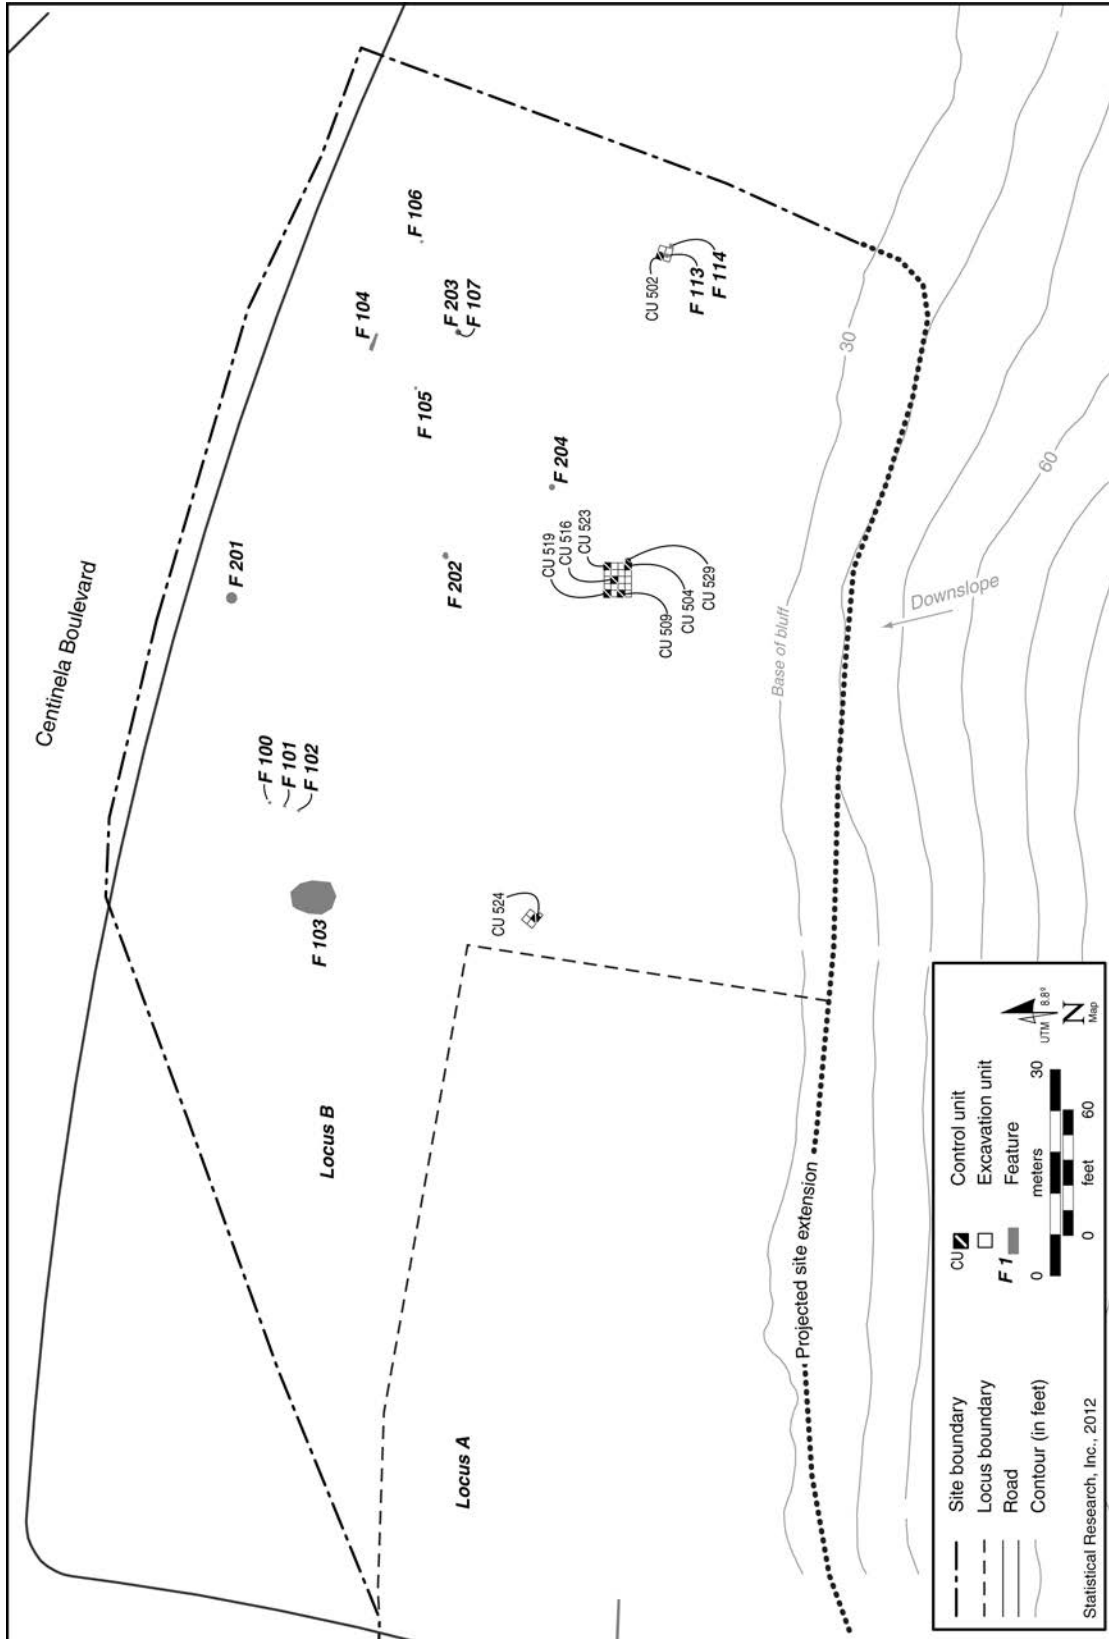 Centinela Boulevard
F 201
F 104
F 106
F 203
F 107
F 105
F 202
F 204
F 100
F 101
F 102
F 103
CU 502
F 113
F 114
CU 519
CU 516
CU 523
CU 509
CU 504
CU 529
CU 524
Locus B
Locus A
30
60
Base of bluff
Downslope
Projected site extension
Site boundary
Locus boundary
Road
Contour (in feet)
CU Control unit
Excavation unit
F 1 Feature
0 meters 30
0 feet 60
UTM 8.8°
N
Map
Statistical Research, Inc., 2012